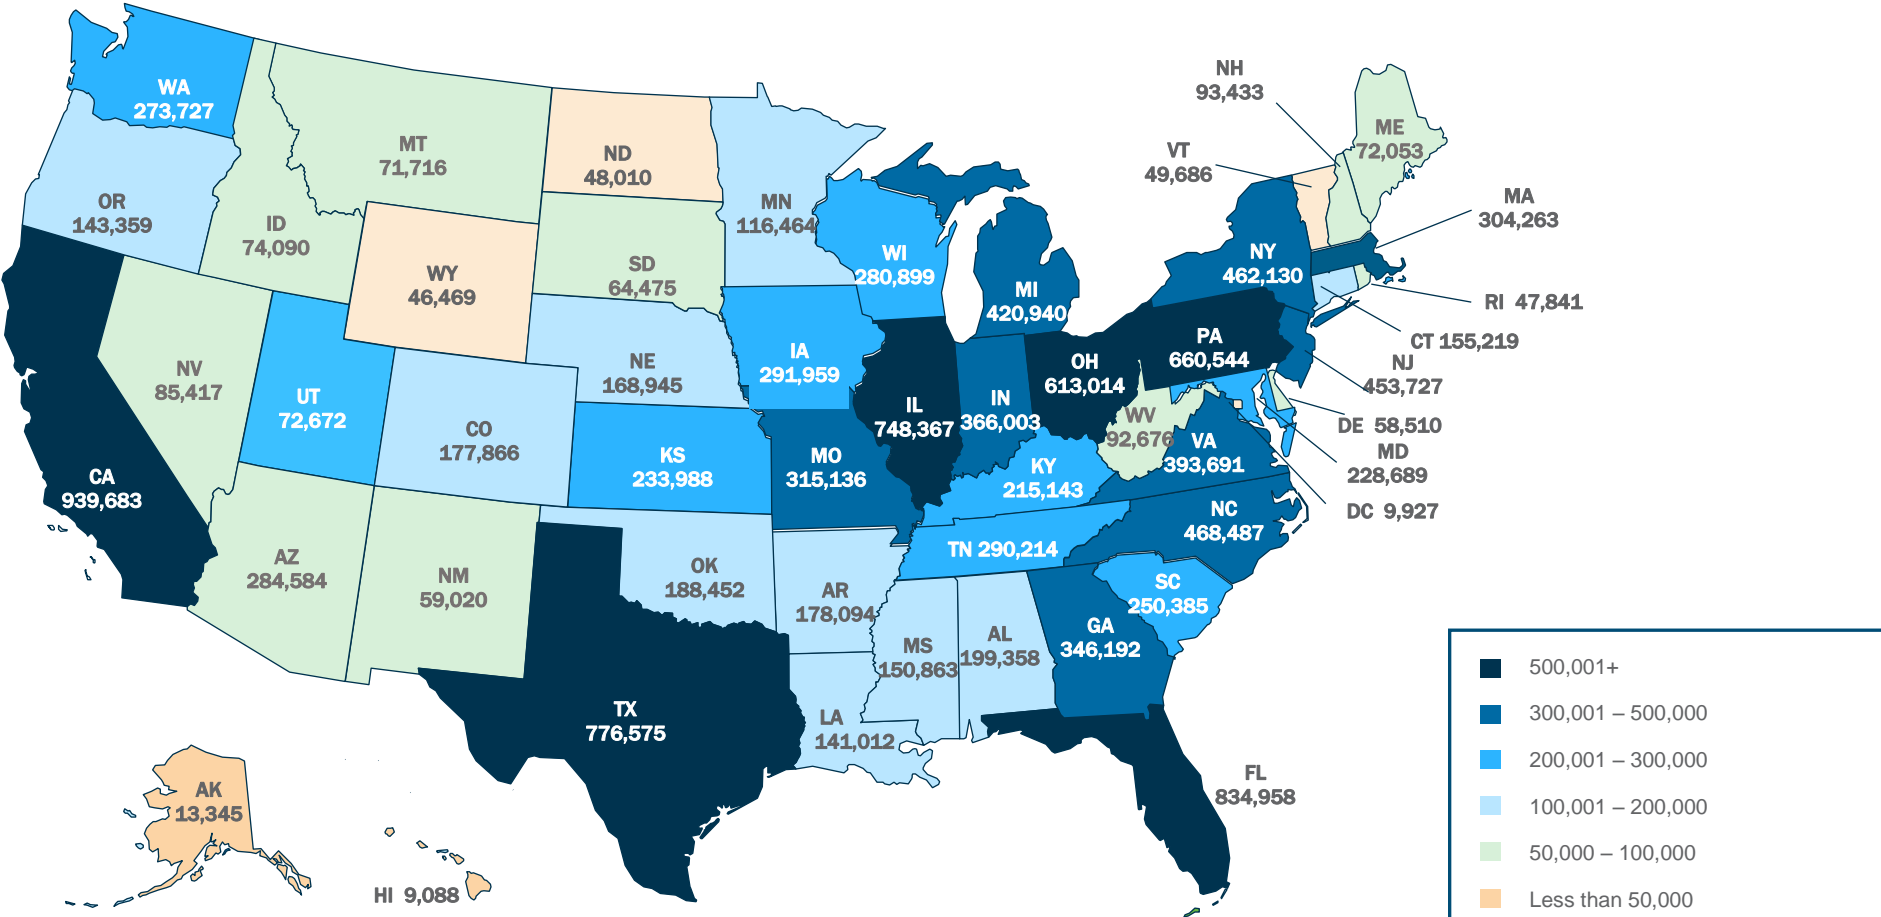 WA
273,727
OR
143,359
CA
939,683
ID
74,090
NV
85,417
MT
71,716
WY
46,469
UT
72,672
CO
177,866
AZ
284,584
NM
59,020
ND
48,010
SD
64,475
NE
168,945
KS
233,988
OK
188,452
TX
776,575
MN
116,464
IA
291,959
MO
315,136
AR
178,094
LA
141,012
WI
280,899
IL
748,367
MS
150,863
MI
420,940
IN
366,003
KY
215,143
TN 290,214
AL
199,358
OH
613,014
GA
346,192
FL
834,958
SC
250,385
NC
468,487
VA
393,691
WV
92,676
PA
660,544
NY
462,130
VT
49,686
NH
93,433
ME
72,053
MA
304,263
RI 47,841
CT 155,219
NJ
453,727
DE 58,510
MD
228,689
DC 9,927
AK
13,345
HI 9,088
500,001+
300,001 – 500,000
200,001 – 300,000
100,001 – 200,000
50,000 – 100,000
Less than 50,000